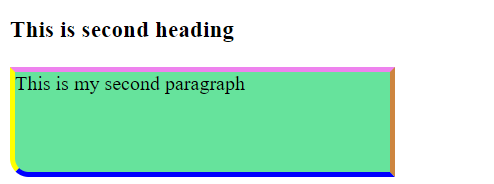 This is second heading
This is my second paragraph